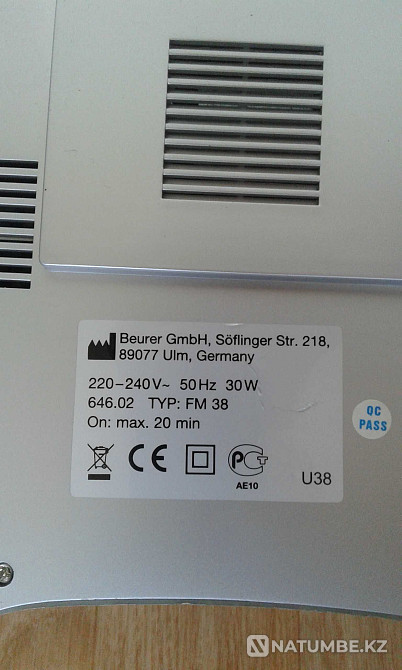 Beurer GmbH, Söflinger Str. 218,
89077 Ulm, Germany
220-240V~ 50Hz 30W
646.02 TYP: FM 38
On: max. 20 min
CE
РСТ
AE10
U38
QC
PASS
NATUMBE.KZ